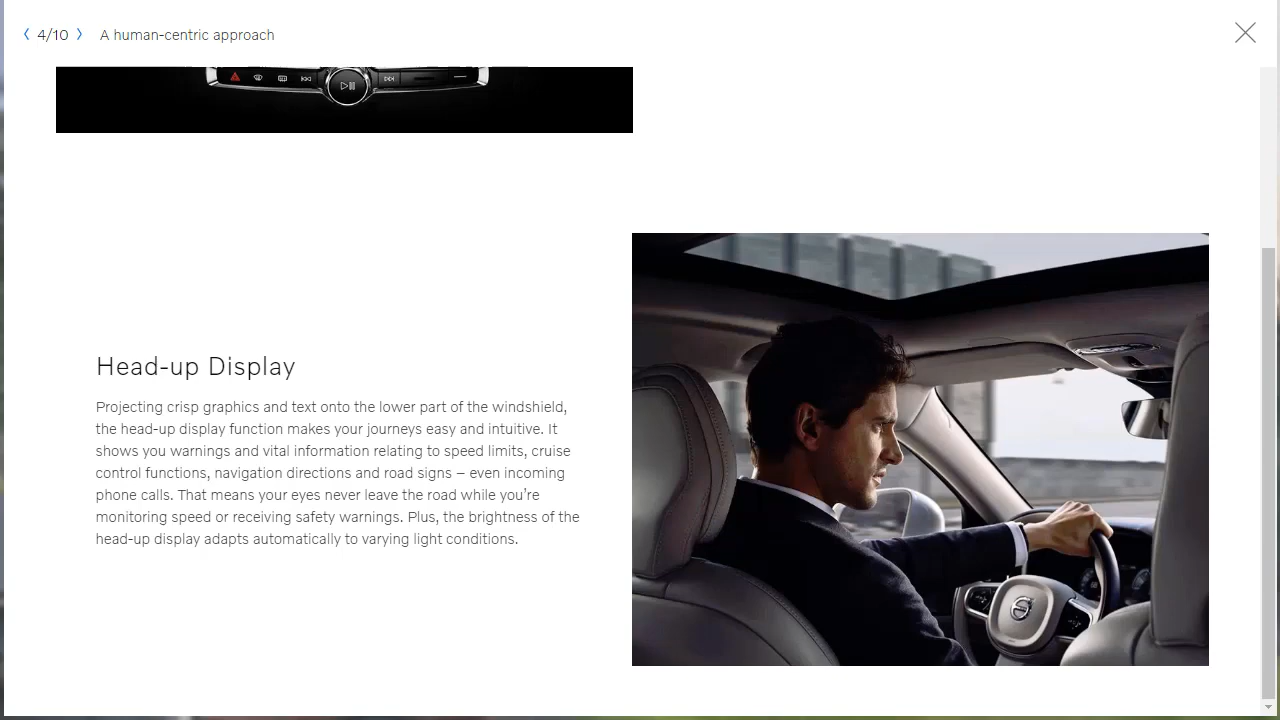 4/10
A human-centric approach
Head-up Display
Projecting crisp graphics and text onto the lower part of the windshield,
the head-up display function makes your journeys easy and intuitive. It
shows you warnings and vital information relating to speed limits, cruise
control functions, navigation directions and road signs – even incoming
phone calls. That means your eyes never leave the road while you're
monitoring speed or receiving safety warnings. Plus, the brightness of the
head-up display adapts automatically to varying light conditions.